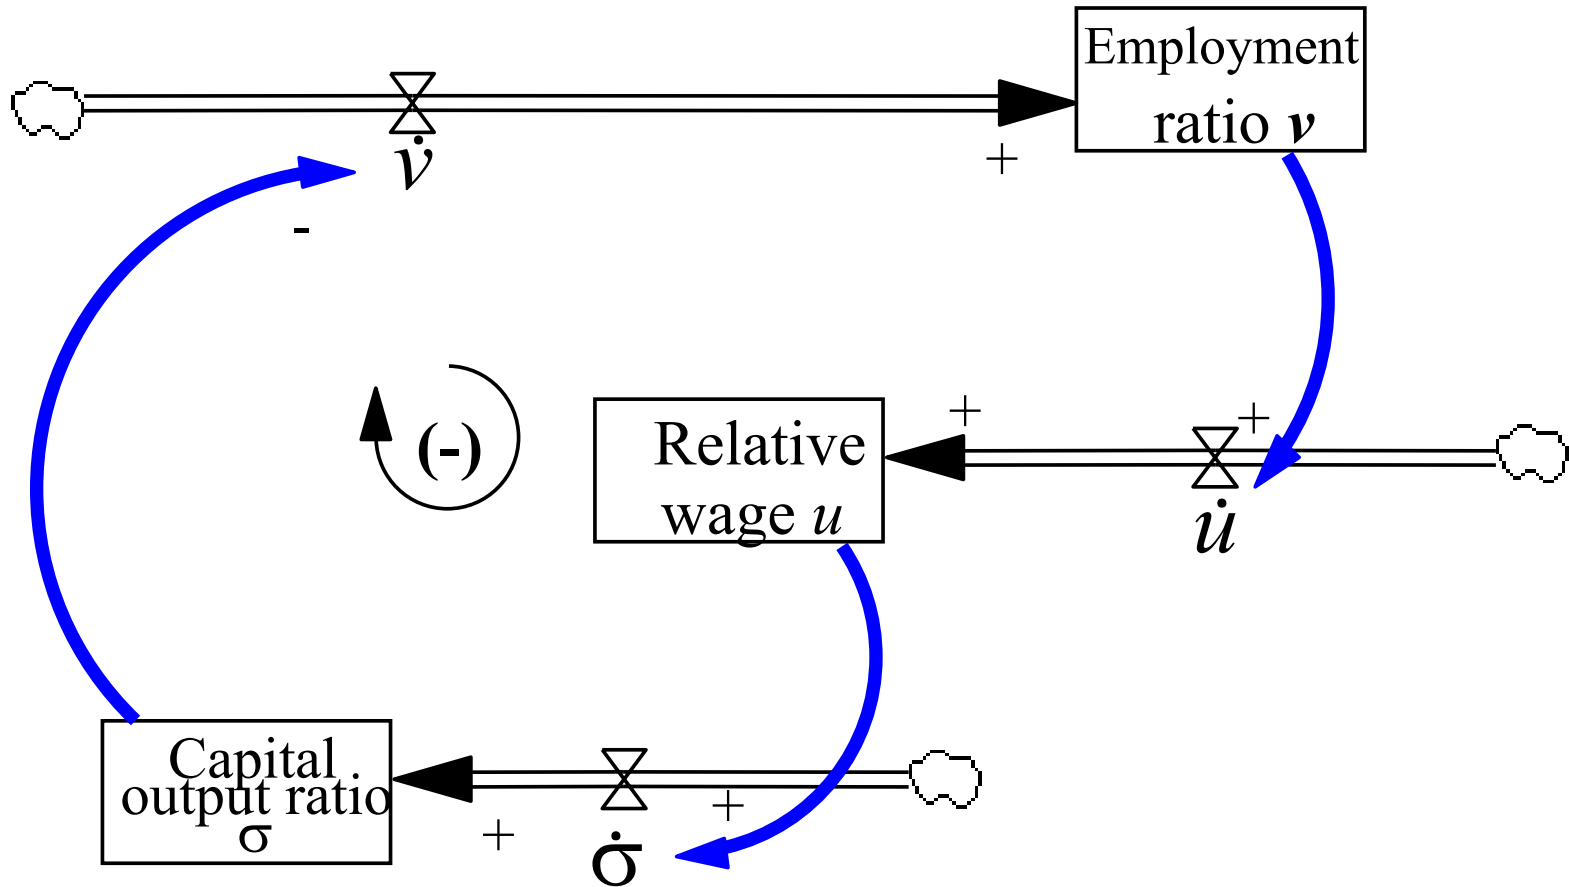 Employment
ratio v
v̇
+
-
+
+
(-)
Relative
wage u
u̇
Capital
output ratio
σ
+
+
σ̇